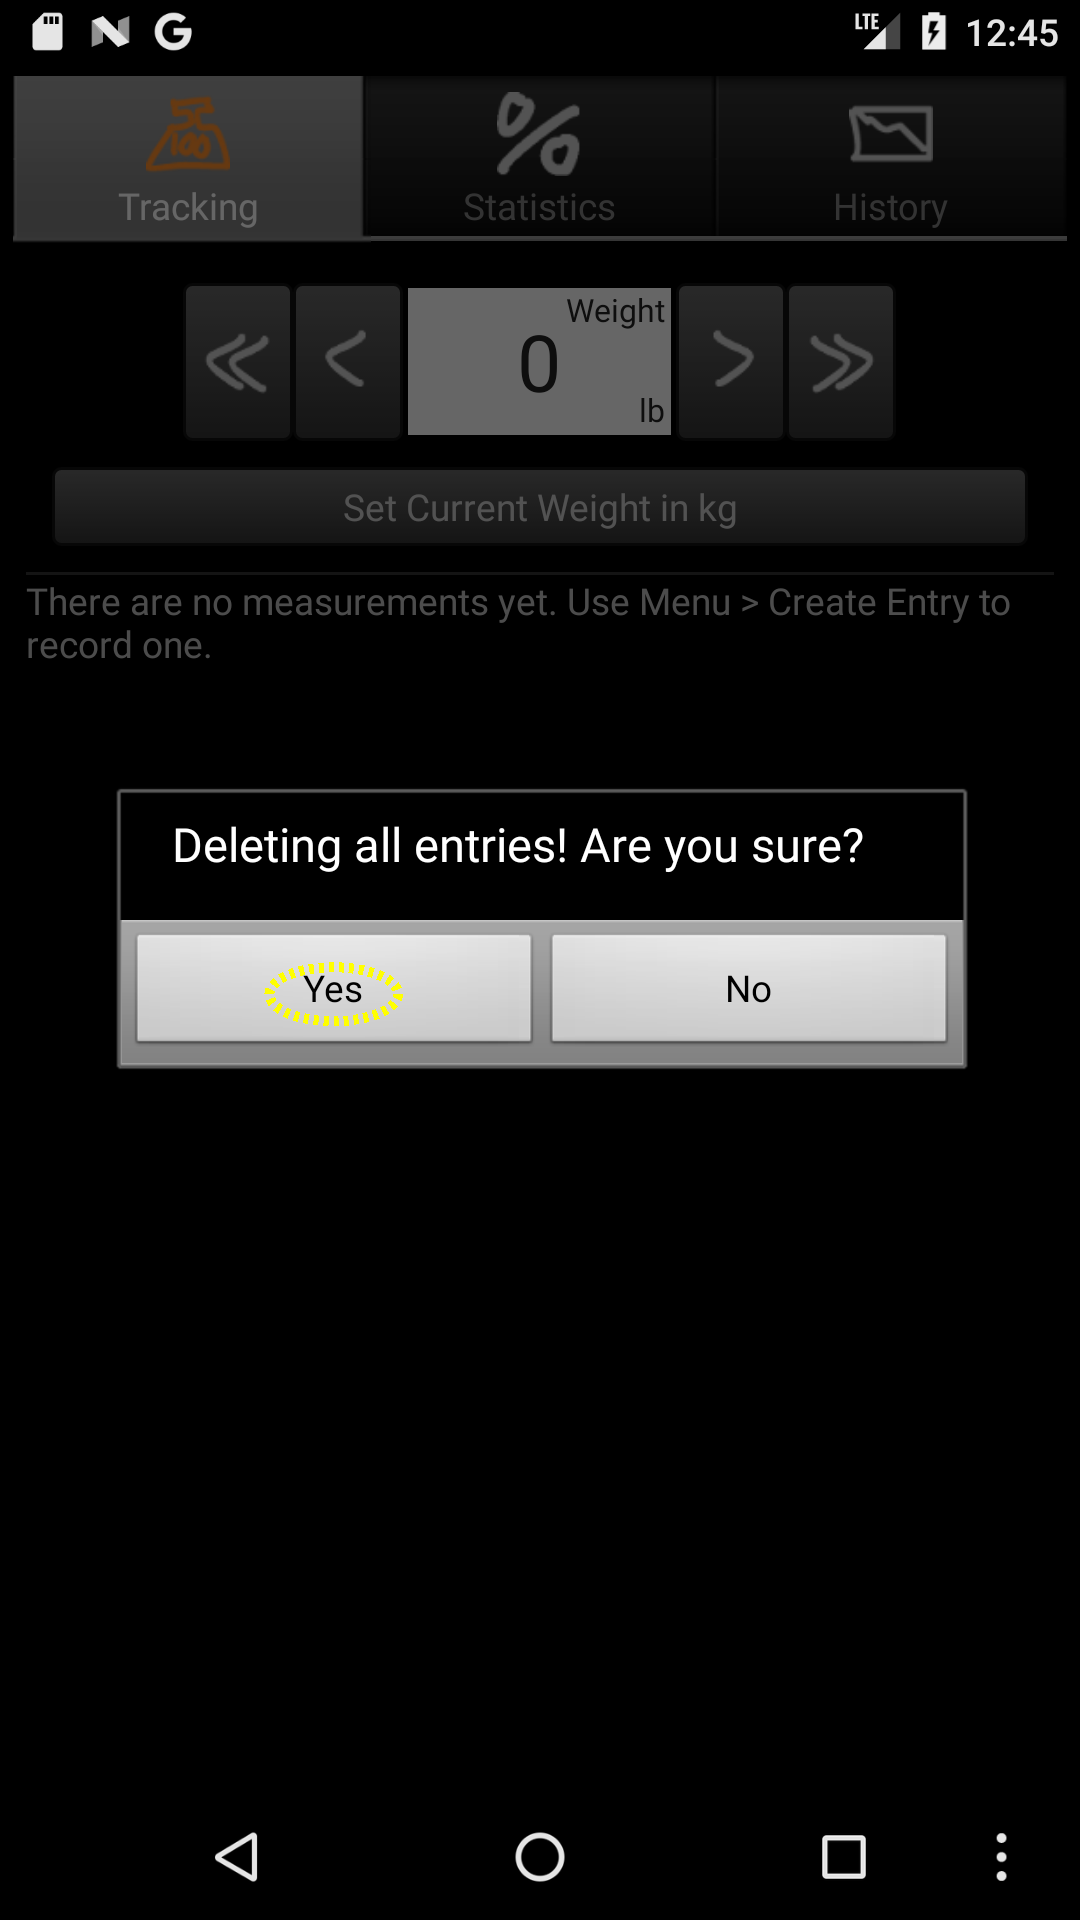 LTE 12:45
5C
100
Tracking
Statistics
History
Weight
0
lb
Set Current Weight in kg
There are no measurements yet. Use Menu > Create Entry to
record one.
Deleting all entries! Are you sure?
Yes
No